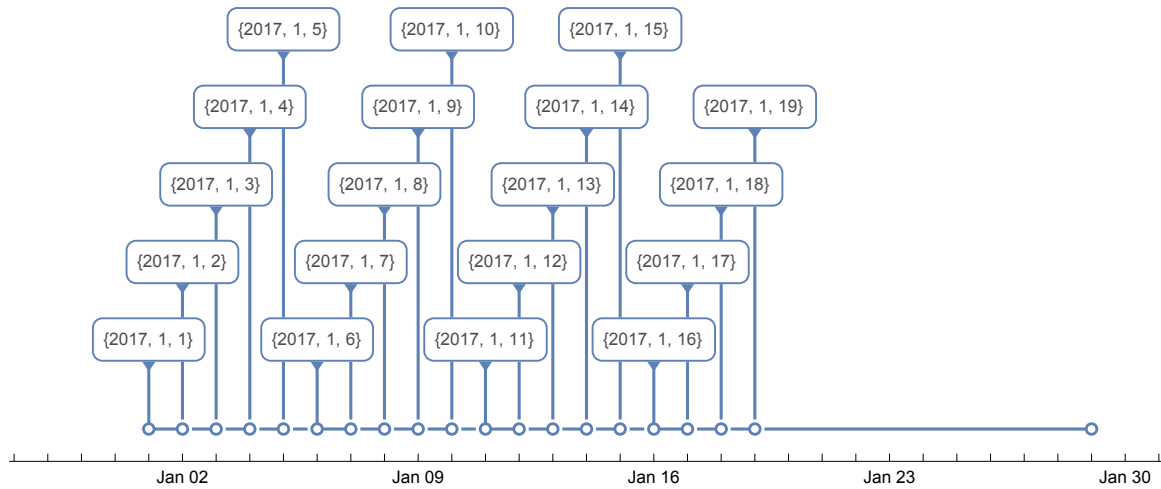 {2017, 1, 5} {2017, 1, 10} {2017, 1, 15}
{2017, 1, 4} {2017, 1, 9} {2017, 1, 14} {2017, 1, 19}
{2017, 1, 3} {2017, 1, 8} {2017, 1, 13} {2017, 1, 18}
{2017, 1, 2} {2017, 1, 7} {2017, 1, 12} {2017, 1, 17}
{2017, 1, 1} {2017, 1, 6} {2017, 1, 11} {2017, 1, 16}
Jan 02 Jan 09 Jan 16 Jan 23 Jan 30